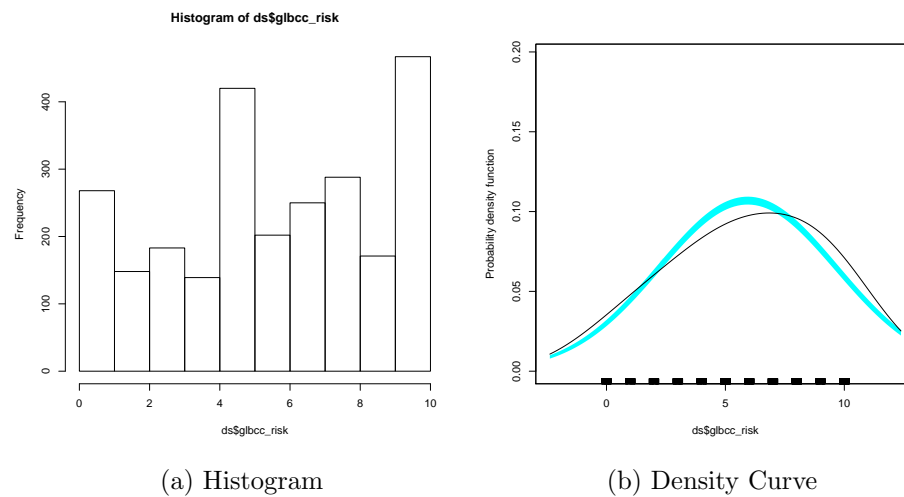 Histogram of ds$glbcc_risk
Frequency
400
300
200
100
0
0 2 4 6 8 10
ds$glbcc_risk
(a) Histogram
Probability density function
0.20
0.15
0.10
0.05
0.00
0 5 10
ds$glbcc_risk
(b) Density Curve